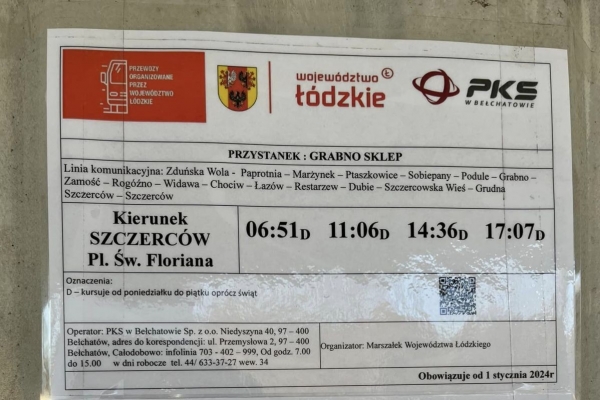 PRZEWOZY
ORGANIZOWANE
PRZEZ
WOJEWÓDZTWO
ŁÓDZKIE
województwo
łódzkie
PKS
W BEŁCHATOWIE
PRZYSTANEK : GRABNO SKLEP
Linia komunikacyjna: Zduńska Wola - Paprotnia – Marżynek – Ptaszkowice – Sobiepany – Podule – Grabno –
Zamość – Rogóźno – Widawa – Chociw – Łazów – Restarzew – Dubie – Szczercowska Wieś – Grudna
Szczerców – Szczerców
Kierunek
SZCZERCÓW
Pl. Św. Floriana
06:51D 11:06D 14:36D 17:07D
Oznaczenia:
D – kursuje od poniedziałku do piątku oprócz świąt
Operator: PKS w Bełchatowie Sp. z o.o. Niedyszyna 40, 97 – 400
Bełchatów, adres do korespondencji: ul. Przemysłowa 2, 97 – 400
Bełchatów, Całodobowo: infolinia 703 - 402 – 999, Od godz. 7.00
do 15.00 w dni robocze tel. 44/ 633-37-27 wew. 34
Organizator: Marszałek Województwa Łódzkiego
Obowiązuje od 1 stycznia 2024r